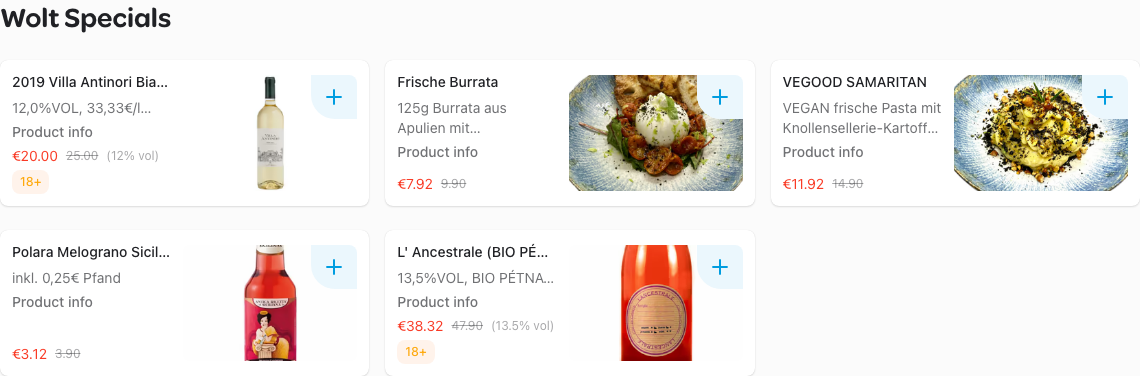 Wolt Specials
2019 Villa Antinori Bia...
12,0%VOL, 33,33€/l...
Product info
€20.00 25.00 (12% vol)
18+
VILLA
ANTINORI
Frische Burrata
125g Burrata aus
Apulien mit...
Product info
€7.92 9.90
VEGOOD SAMARITAN
VEGAN frische Pasta mit
Knollensellerie-Kartoff...
Product info
€11.92 14.90
Polara Melograno Sicil...
inkl. 0,25€ Pfand
Product info
€3.12 3.90
L' Ancestrale (BIO PÉ...
13,5%VOL, BIO PÉTNA...
Product info
€38.32 47.90 (13.5% vol)
18+
ANCESTRALE
ANCESTRALE